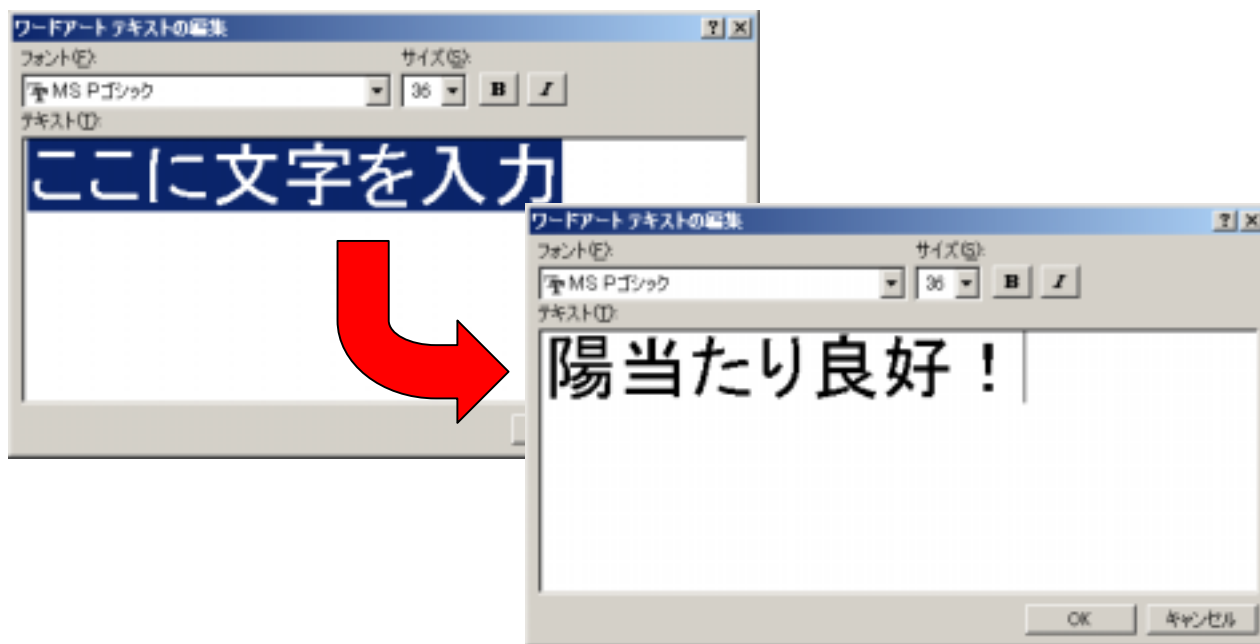 ワードアート テキストの編集
フォント(F):
サイズ(S):
MS Pゴシック
36
B
I
テキスト(T):
ここに文字を入力
ワードアート テキストの編集
フォント(F):
サイズ(S):
MS Pゴシック
36
B
I
テキスト(T):
陽当たり良好！
OK
キャンセル